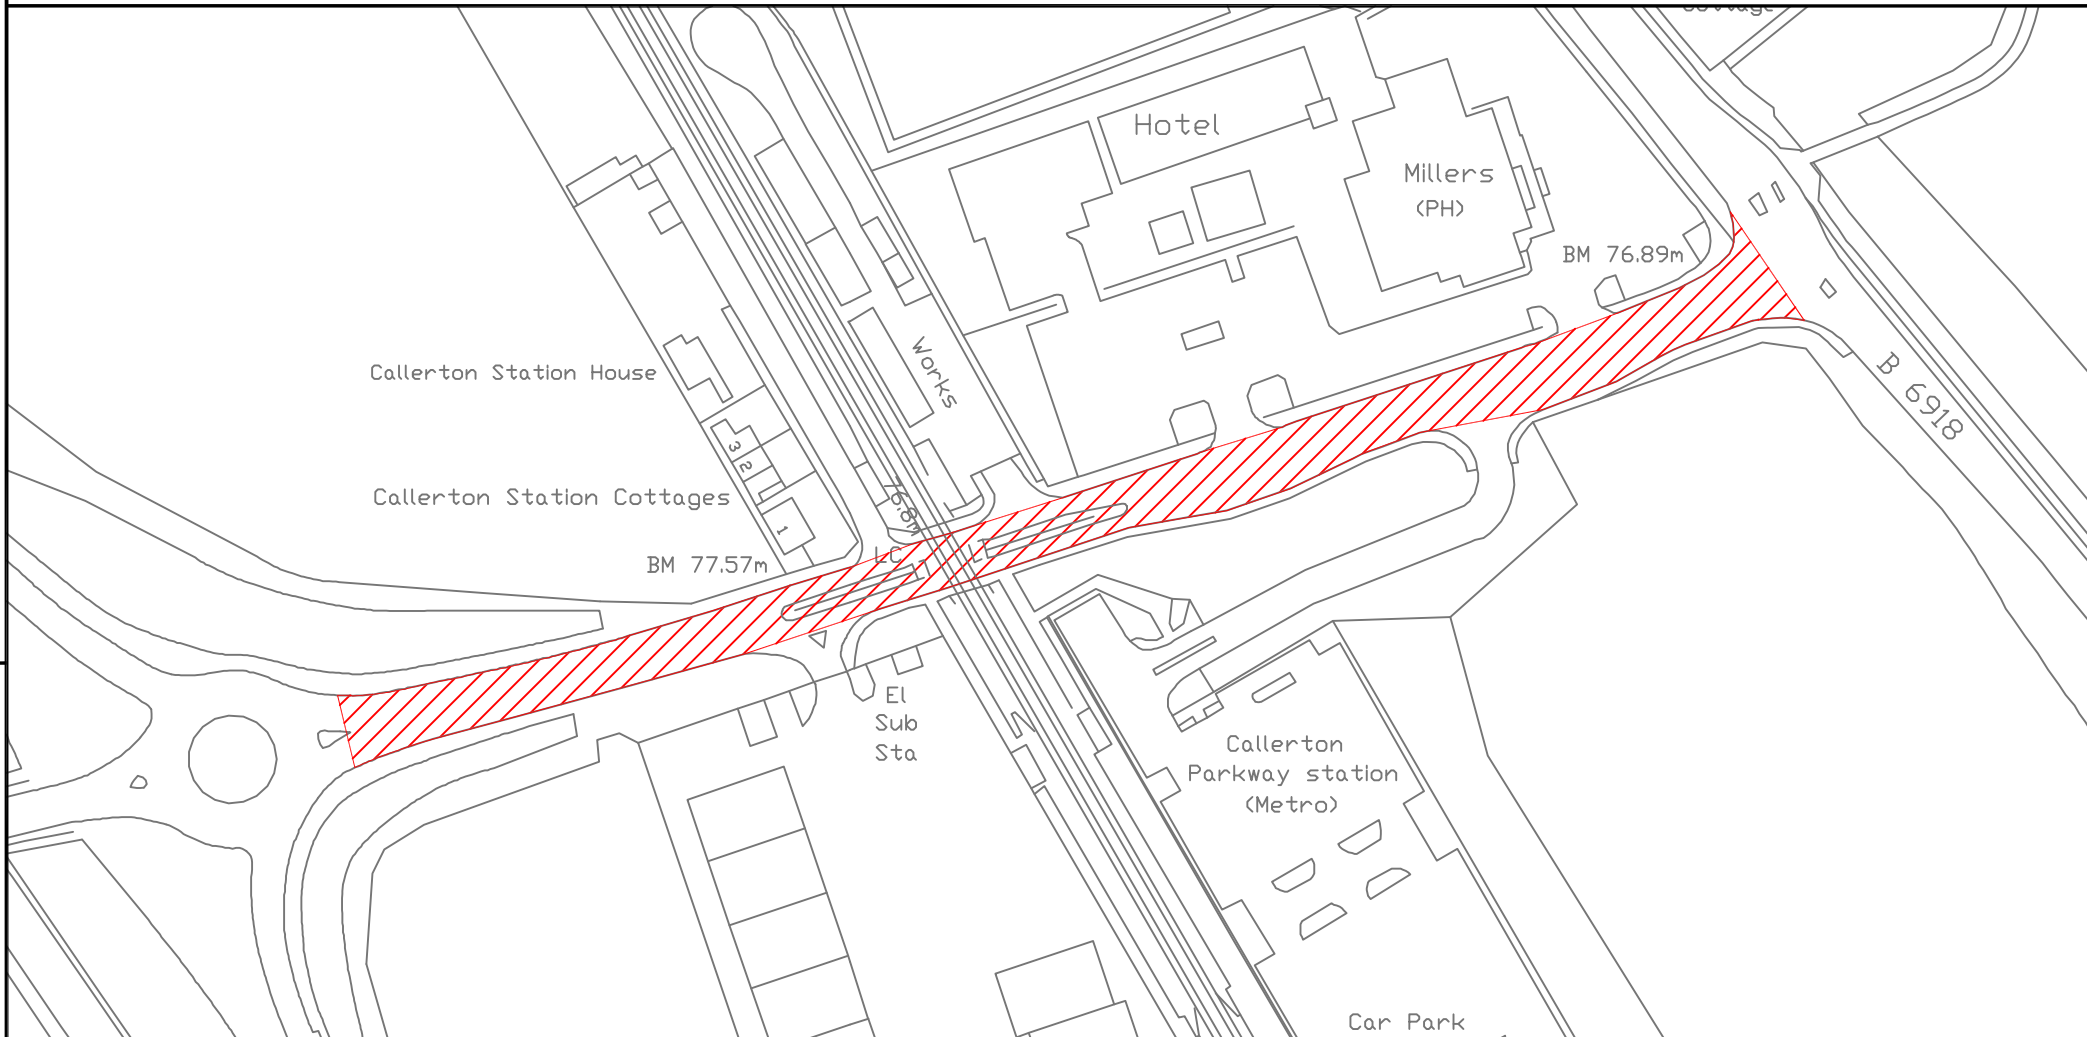 Cottage
Hotel
Millers
(PH)
BM 76.89m
Works
Callerton Station House
B 6918
3
2
Callerton Station Cottages
1
76.8m
LC
BM 77.57m
El
Sub
Sta
Callerton
Parkway station
(Metro)
Car Park